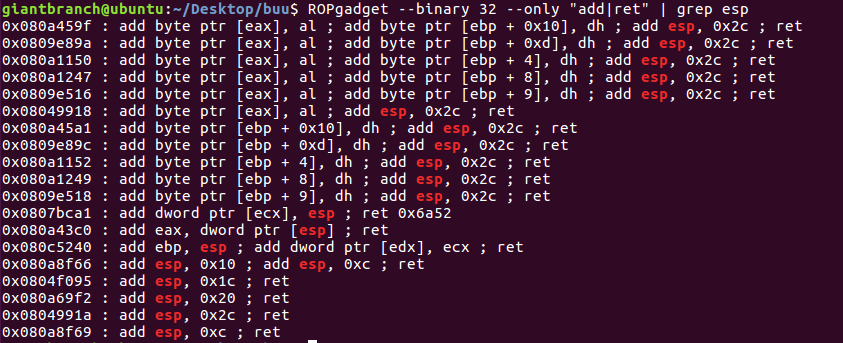 giantbranch@ubuntu:~/Desktop/buu$ ROPgadget --binary 32 --only "add|ret" | grep esp
0x080a459f : add byte ptr [eax], al ; add byte ptr [ebp + 0x10], dh ; add esp, 0x2c ; ret
0x0809e89a : add byte ptr [eax], al ; add byte ptr [ebp + 0xd], dh ; add esp, 0x2c ; ret
0x080a1150 : add byte ptr [eax], al ; add byte ptr [ebp + 4], dh ; add esp, 0x2c ; ret
0x080a1247 : add byte ptr [eax], al ; add byte ptr [ebp + 8], dh ; add esp, 0x2c ; ret
0x0809e516 : add byte ptr [eax], al ; add byte ptr [ebp + 9], dh ; add esp, 0x2c ; ret
0x08049918 : add byte ptr [eax], al ; add esp, 0x2c ; ret
0x080a45a1 : add byte ptr [ebp + 0x10], dh ; add esp, 0x2c ; ret
0x0809e89c : add byte ptr [ebp + 0xd], dh ; add esp, 0x2c ; ret
0x080a1152 : add byte ptr [ebp + 4], dh ; add esp, 0x2c ; ret
0x080a1249 : add byte ptr [ebp + 8], dh ; add esp, 0x2c ; ret
0x0809e518 : add byte ptr [ebp + 9], dh ; add esp, 0x2c ; ret
0x0807bca1 : add dword ptr [ecx], esp ; ret 0x6a52
0x080a43c0 : add eax, dword ptr [esp] ; ret
0x080c5240 : add ebp, esp ; add dword ptr [edx], ecx ; ret
0x080a8f66 : add esp, 0x10 ; add esp, 0xc ; ret
0x0804f095 : add esp, 0x1c ; ret
0x080a69f2 : add esp, 0x20 ; ret
0x0804991a : add esp, 0x2c ; ret
0x080a8f69 : add esp, 0xc ; ret